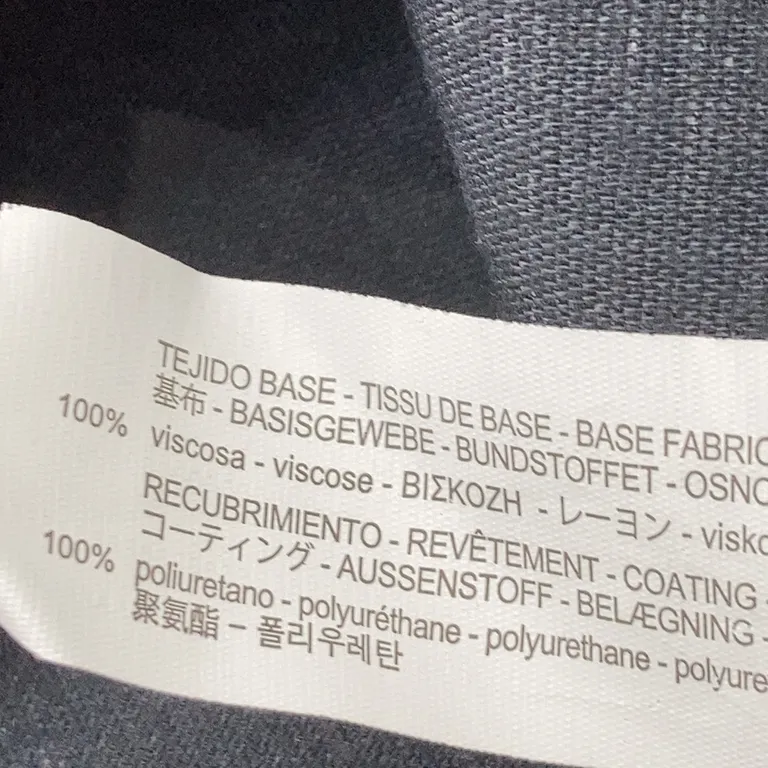 TEJIDO BASE - TISSU DE BASE - BASE FABRIC
基布 - BASISGEWEBE - BUNDSTOFFET - OSNO
100% viscosa - viscose - ΒΙΣΚΟΖΗ - レーヨン - visko
RECUBRIMIENTO - REVÊTEMENT - COATING -
コーティング - AUSSENSTOFF - BELÆGNING -
100% poliuretano - polyuréthane - polyurethane - polyure
聚氨酯 – 폴리우레탄